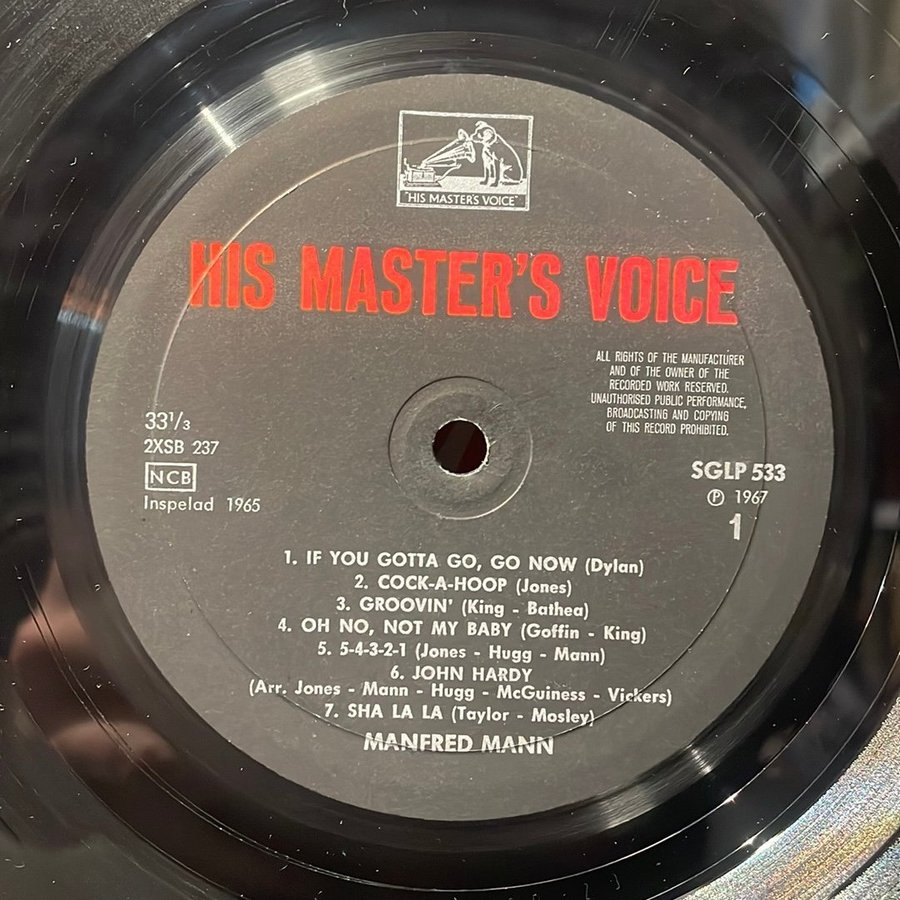 "HIS MASTER'S VOICE"
HIS MASTER'S VOICE
ALL RIGHTS OF THE MANUFACTURER
AND OF THE OWNER OF THE
RECORDED WORK RESERVED.
UNAUTHORISED PUBLIC PERFORMANCE,
BROADCASTING AND COPYING
OF THIS RECORD PROHIBITED.
33 1/3
2XSB 237
NCB
Inspelad 1965
SGLP 533
Ⓟ 1967
1
1. IF YOU GOTTA GO, GO NOW (Dylan)
2. COCK-A-HOOP (Jones)
3. GROOVIN' (King - Bathea)
4. OH NO, NOT MY BABY (Goffin - King)
5. 5-4-3-2-1 (Jones - Hugg - Mann)
6. JOHN HARDY
(Arr. Jones - Mann - Hugg - McGuiness - Vickers)
7. SHA LA LA (Taylor - Mosley)
MANFRED MANN